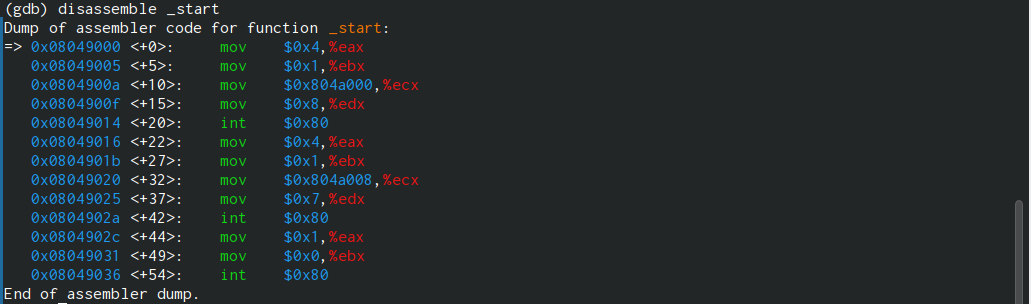 (gdb) disassemble _start
Dump of assembler code for function _start:
=> 0x08049000 <+0>:     mov    $0x4,%eax
   0x08049005 <+5>:     mov    $0x1,%ebx
   0x0804900a <+10>:    mov    $0x804a000,%ecx
   0x0804900f <+15>:    mov    $0x8,%edx
   0x08049014 <+20>:    int    $0x80
   0x08049016 <+22>:    mov    $0x4,%eax
   0x0804901b <+27>:    mov    $0x1,%ebx
   0x08049020 <+32>:    mov    $0x804a008,%ecx
   0x08049025 <+37>:    mov    $0x7,%edx
   0x0804902a <+42>:    int    $0x80
   0x0804902c <+44>:    mov    $0x1,%eax
   0x08049031 <+49>:    mov    $0x0,%ebx
   0x08049036 <+54>:    int    $0x80
End of assembler dump.